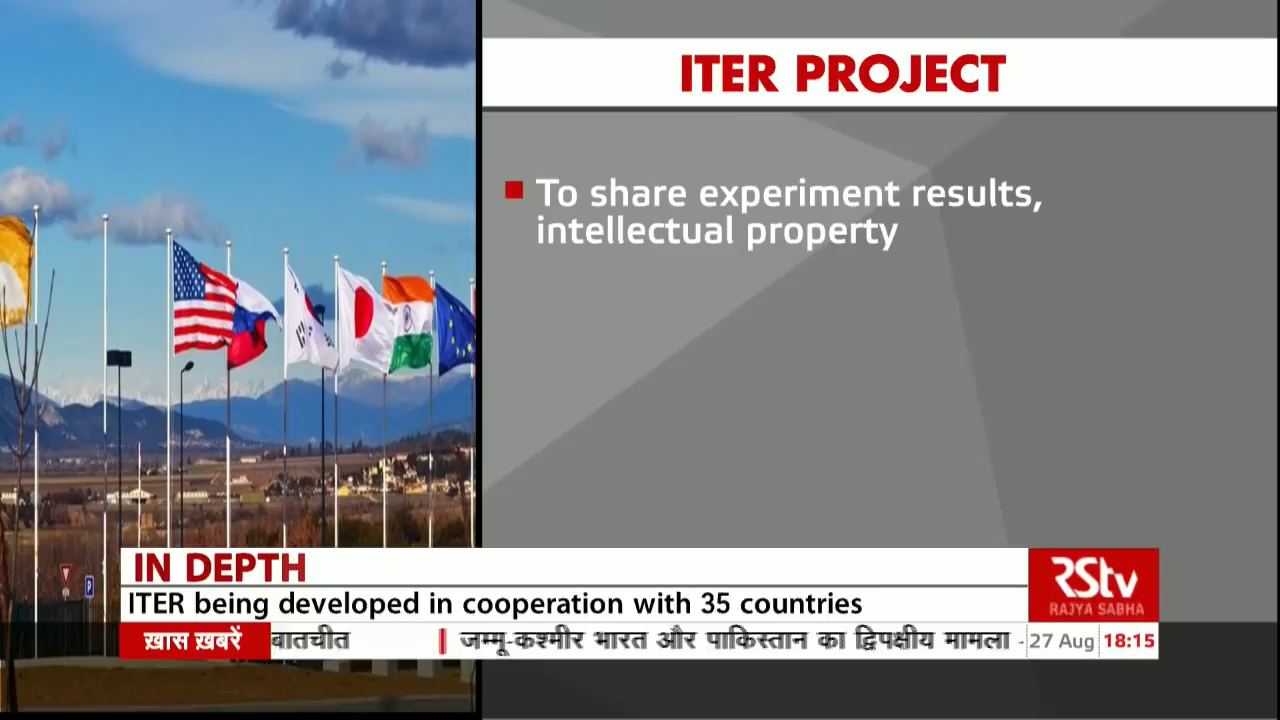 ITER PROJECT
To share experiment results,
intellectual property
IN DEPTH
ITER being developed in cooperation with 35 countries
RStv
RAJYA SABHA
ख़ास ख़बरें
बातचीत
जम्मू-कश्मीर भारत और पाकिस्तान का द्विपक्षीय मामला -
27 Aug
18:15
P